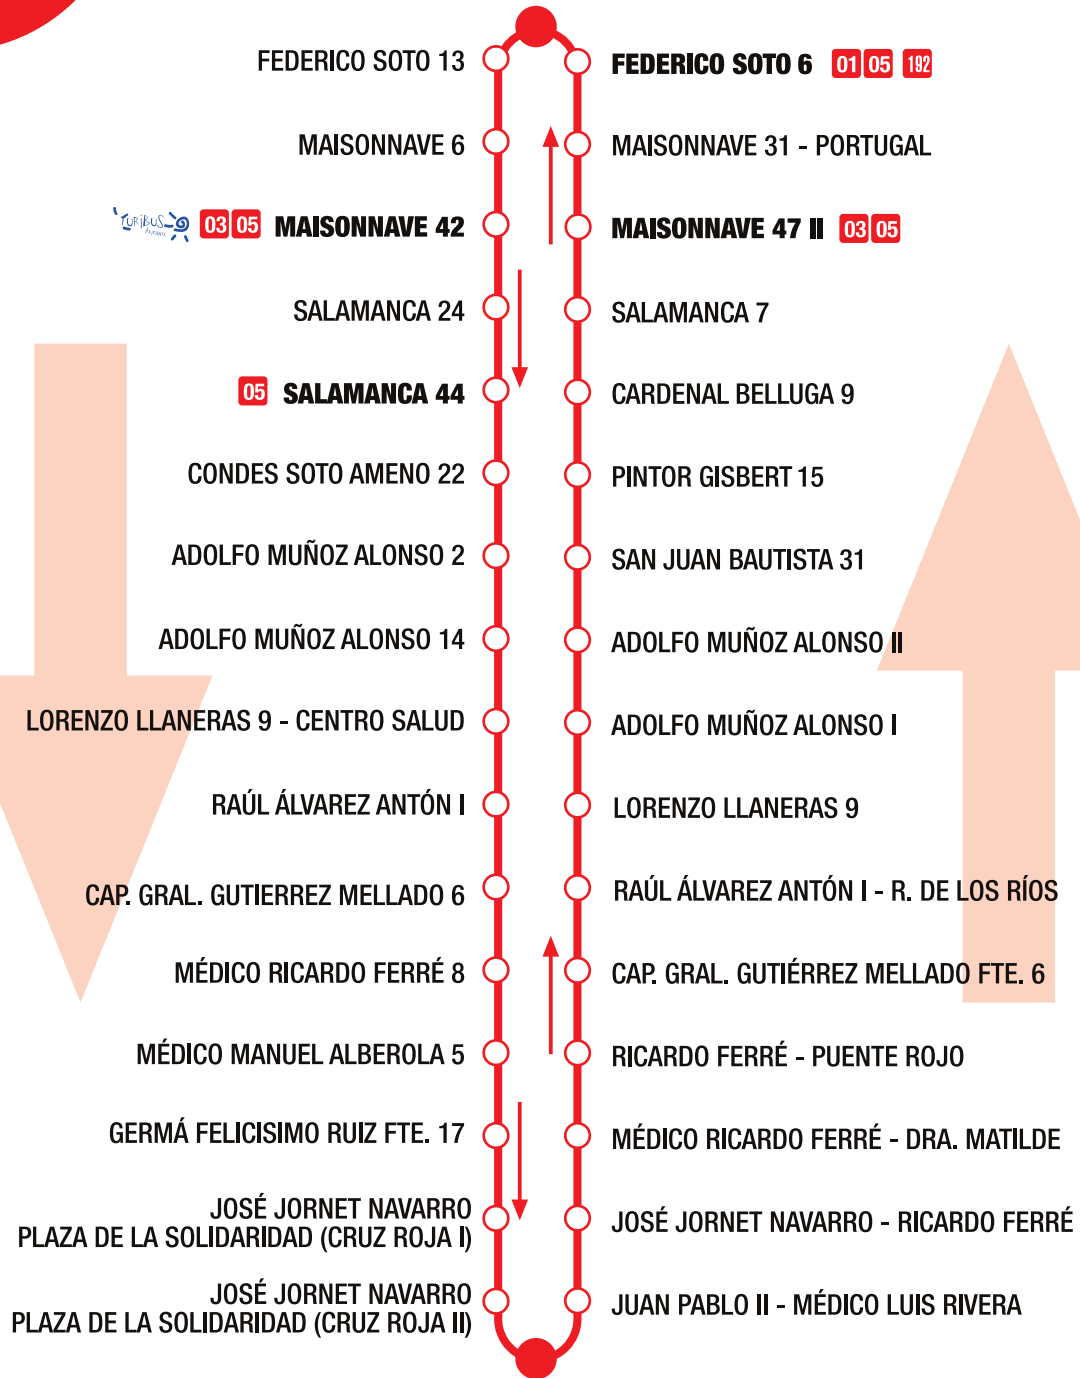 FEDERICO SOTO 13
MAISONNAVE 6
TURIBUS Alicante 03 05 MAISONNAVE 42
SALAMANCA 24
05 SALAMANCA 44
CONDES SOTO AMENO 22
ADOLFO MUÑOZ ALONSO 2
ADOLFO MUÑOZ ALONSO 14
LORENZO LLANERAS 9 - CENTRO SALUD
RAÚL ÁLVAREZ ANTÓN I
CAP. GRAL. GUTIERREZ MELLADO 6
MÉDICO RICARDO FERRÉ 8
MÉDICO MANUEL ALBEROLA 5
GERMÁ FELICISIMO RUIZ FTE. 17
JOSÉ JORNET NAVARRO
PLAZA DE LA SOLIDARIDAD (CRUZ ROJA I)
JOSÉ JORNET NAVARRO
PLAZA DE LA SOLIDARIDAD (CRUZ ROJA II)
FEDERICO SOTO 6 01 05 192
MAISONNAVE 31 - PORTUGAL
MAISONNAVE 47 II 03 05
SALAMANCA 7
CARDENAL BELLUGA 9
PINTOR GISBERT 15
SAN JUAN BAUTISTA 31
ADOLFO MUÑOZ ALONSO II
ADOLFO MUÑOZ ALONSO I
LORENZO LLANERAS 9
RAÚL ÁLVAREZ ANTÓN I - R. DE LOS RÍOS
CAP. GRAL. GUTIÉRREZ MELLADO FTE. 6
RICARDO FERRÉ - PUENTE ROJO
MÉDICO RICARDO FERRÉ - DRA. MATILDE
JOSÉ JORNET NAVARRO - RICARDO FERRÉ
JUAN PABLO II - MÉDICO LUIS RIVERA